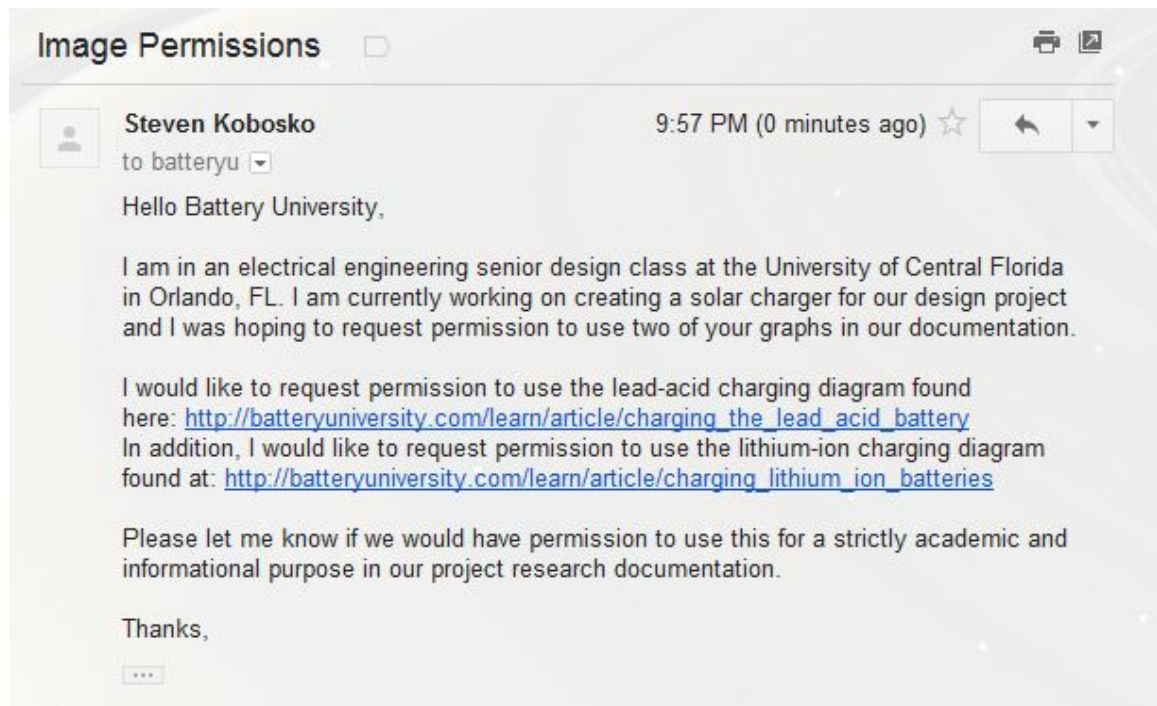 Image Permissions
Steven Kobosko
9:57 PM (0 minutes ago)
to batteryu
Hello Battery University,
I am in an electrical engineering senior design class at the University of Central Florida
in Orlando, FL. I am currently working on creating a solar charger for our design project
and I was hoping to request permission to use two of your graphs in our documentation.
I would like to request permission to use the lead-acid charging diagram found
here: http://batteryuniversity.com/learn/article/charging_the_lead_acid_battery
In addition, I would like to request permission to use the lithium-ion charging diagram
found at: http://batteryuniversity.com/learn/article/charging_lithium_ion_batteries
Please let me know if we would have permission to use this for a strictly academic and
informational purpose in our project research documentation.
Thanks,